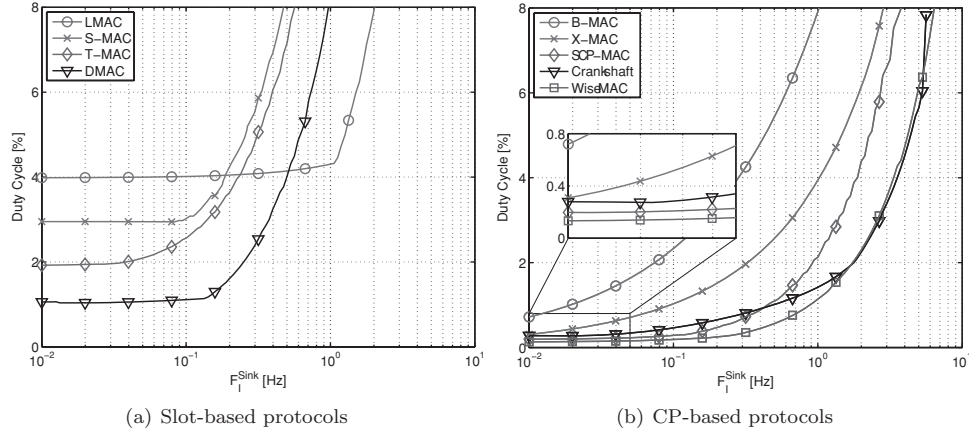 8
6
4
2
0
Duty Cycle [%]
LMAC
S-MAC
T-MAC
DMAC
10^-2
10^-1
10^0
10^1
F_I^Sink [Hz]
(a) Slot-based protocols
8
6
4
2
0
Duty Cycle [%]
B-MAC
X-MAC
SCP-MAC
Crankshaft
WiseMAC
0.8
0.4
0
10^-2
10^-1
10^0
10^1
F_I^Sink [Hz]
(b) CP-based protocols